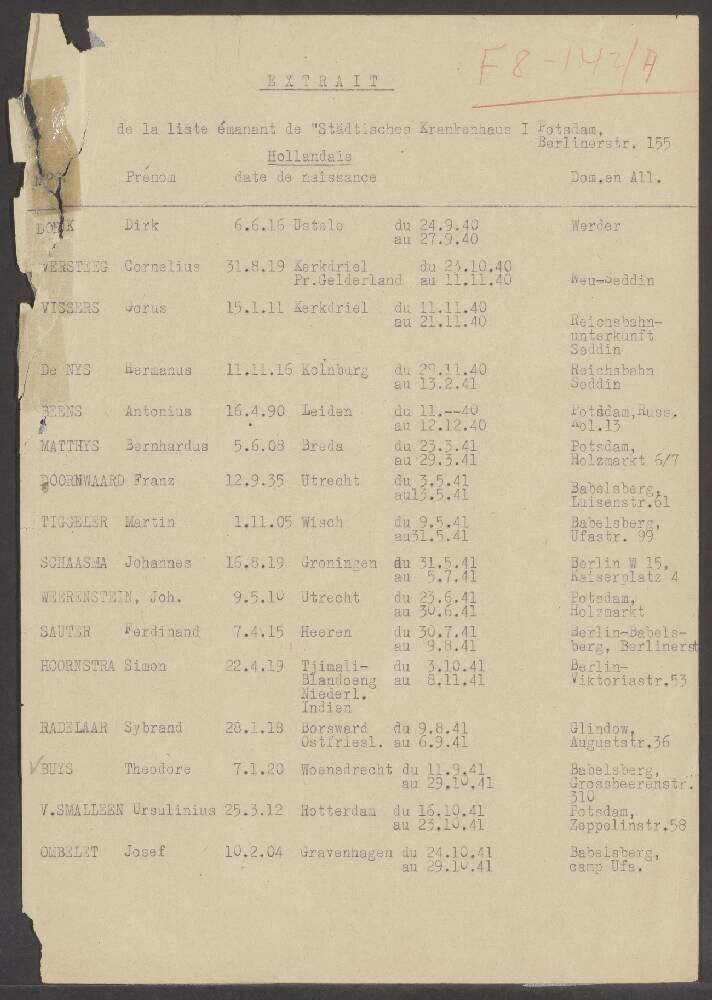 F8-142/A
EXTRAIT
de la liste émanant de "Städtisches Krankenhaus I Potsdam,
Berlinerstr. 155
Hollandais
Prénom date de naissance Dom.en All.
Dirk 6.6.16 Ustele du 24.9.40 Werder
au 27.9.40
VERSTEEG Cornelius 31.8.19 Kerkdriel du 23.10.40
Pr.Gelderland au 11.11.40 Neu-Seddin
VISSERS Jorus 15.1.11 Kerkdriel du 11.11.40
au 21.11.40 Reichsbahn-
unterkunft
Seddin
De NYS Hermanus 11.11.16 Kolnburg du 29.11.40 Reichsbahn
au 13.2.41 Seddin
BEENS Antonius 16.4.90 Leiden du 11.--40 Potsdam,Russ.
au 12.12.40 Kol.13
MATTHYS Bernhardus 5.6.08 Breda du 23.3.41 Potsdam,
au 29.3.41 Holzmarkt 6/7
DOORNWAARD Franz 12.9.35 Utrecht du 3.5.41 Babelsberg,
au13.5.41 Luisenstr.61
TIGGELER Martin 1.11.05 Wisch du 9.5.41 Babelsberg,
au31.5.41 Ufastr. 99
SCHAASMA Johannes 16.8.19 Groningen du 31.5.41 Berlin W 15,
au 5.7.41 Kaiserplatz 4
WEERENSTEIN, Joh. 9.5.10 Utrecht du 23.6.41 Potsdam,
au 30.6.41 Holzmarkt
SAUTER Ferdinand 7.4.15 Heeren du 30.7.41 Berlin-Babels-
au 9.8.41 berg, Berlinerst
HOORNSTRA Simon 22.4.19 Tjimali- du 3.10.41 Berlin-
Blandoeng au 8.11.41 Viktoriastr.53
Niederl.
Indien
RADELAAR Sybrand 28.1.18 Borsward du 9.8.41 Glindow,
Ostfriesl. au 6.9.41 Auguststr.36
BUYS Theodore 7.1.20 Woensdrecht du 11.9.41 Babelsberg,
au 29.10.41 Grossbeerenstr.
310
V.SMALLEEN Ursulinius 25.3.12 Rotterdam du 16.10.41 Potsdam,
au 23.10.41 Zeppelinstr.58
OMBELET Josef 10.2.04 Gravenhagen du 24.10.41 Babelsberg,
au 29.10.41 camp Ufa.